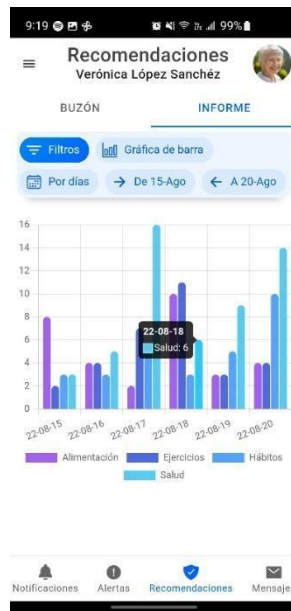 9:19 99%
Recomendaciones
Verónica López Sanchéz
BUZÓN INFORME
Filtros Gráfica de barra
Por días De 15-Ago A 20-Ago
16
14
12
10
8
6
4
2
0
22-08-18
Salud: 6
22-08-15 22-08-16 22-08-17 22-08-18 22-08-19 22-08-20
Alimentación Ejercicios Hábitos
Salud
Notificaciones Alertas Recomendaciones Mensaje